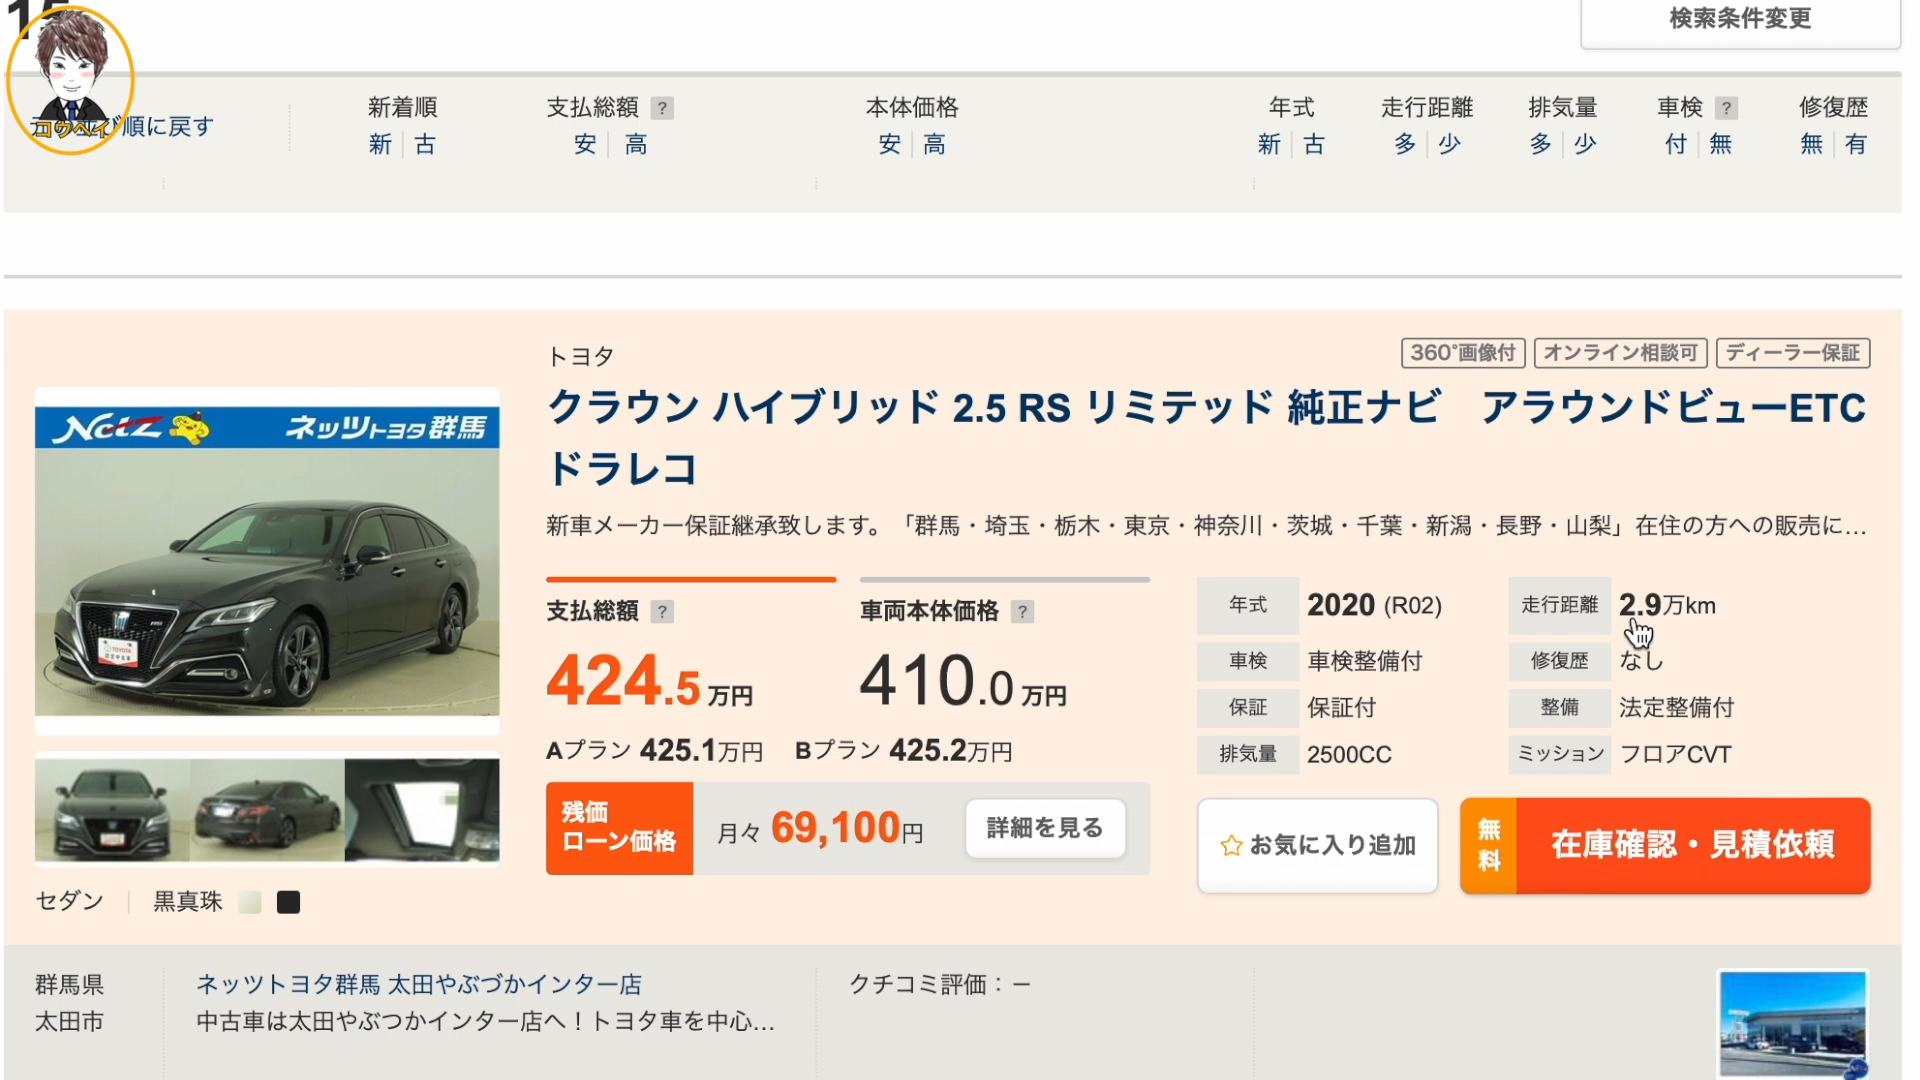 検索条件変更
コウヘイ
順に戻す
新着順
新 古
支払総額 ?
安 高
本体価格
安 高
年式
新 古
走行距離
多 少
排気量
多 少
車検 ?
付 無
修復歴
無 有
トヨタ
360°画像付 オンライン相談可 ディーラー保証
クラウン ハイブリッド 2.5 RS リミテッド 純正ナビ　アラウンドビューETC
ドラレコ
新車メーカー保証継承致します。「群馬・埼玉・栃木・東京・神奈川・茨城・千葉・新潟・長野・山梨」在住の方への販売に…
Netz ネッツトヨタ群馬
支払総額 ?
424.5万円
車両本体価格 ?
410.0万円
Aプラン 425.1万円 Bプラン 425.2万円
残価
ローン価格
月々 69,100円
詳細を見る
年式 2020 (R02)
走行距離 2.9万km
車検 車検整備付
修復歴 なし
保証 保証付
整備 法定整備付
排気量 2500CC
ミッション フロアCVT
お気に入り追加
無料
在庫確認・見積依頼
セダン 黒真珠
群馬県
太田市
ネッツトヨタ群馬 太田やぶづかインター店
中古車は太田やぶつかインター店へ！トヨタ車を中心…
クチコミ評価：－